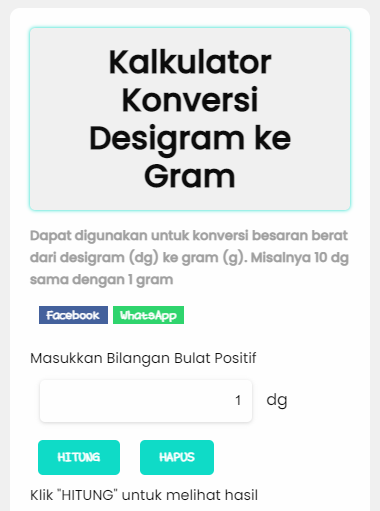 Kalkulator
Konversi
Desigram ke
Gram
Dapat digunakan untuk konversi besaran berat
dari desigram (dg) ke gram (g). Misalnya 10 dg
sama dengan 1 gram
Facebook WhatsApp
Masukkan Bilangan Bulat Positif
1 dg
HITUNG HAPUS
Klik "HITUNG" untuk melihat hasil